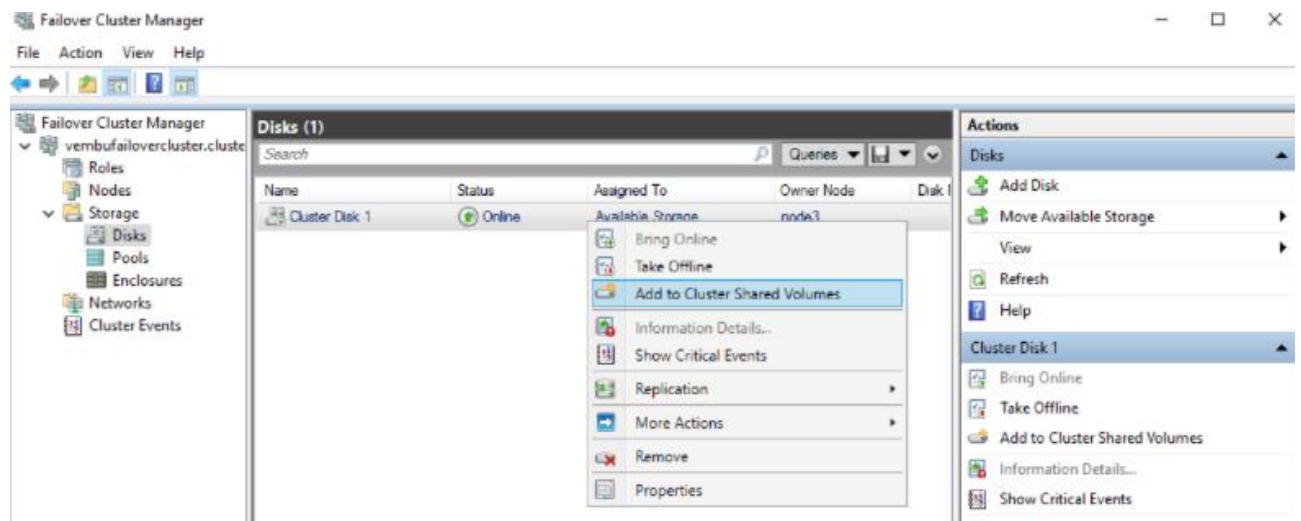 Failover Cluster Manager
File Action View Help
Failover Cluster Manager
vembufailovercluster.cluste
Roles
Nodes
Storage
Disks
Pools
Enclosures
Networks
Cluster Events
Disks (1)
Search Queries
Name Status Assigned To Owner Node Disk
Cluster Disk 1 Online Available Storage node3
Bring Online
Take Offline
Add to Cluster Shared Volumes
Information Details...
Show Critical Events
Replication
More Actions
Remove
Properties
Actions
Disks
Add Disk
Move Available Storage
View
Refresh
Help
Cluster Disk 1
Bring Online
Take Offline
Add to Cluster Shared Volumes
Information Details...
Show Critical Events